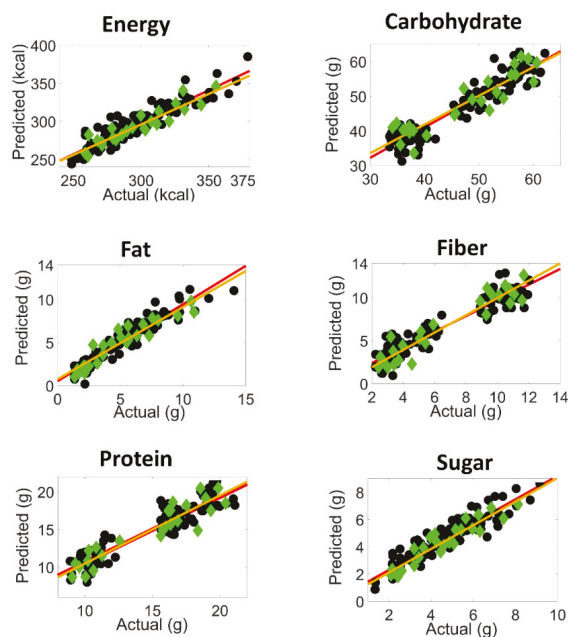 Energy
400
350
300
250
Predicted (kcal)
250 275 300 325 350 375
Actual (kcal)
Carbohydrate
60
50
40
30
Predicted (g)
30 40 50 60
Actual (g)
Fat
14
10
5
0
Predicted (g)
0 5 10 15
Actual (g)
Fiber
14
10
5
0
Predicted (g)
2 4 6 8 10 12 14
Actual (g)
Protein
20
15
10
Predicted (g)
10 15 20
Actual (g)
Sugar
8
6
4
2
0
Predicted (g)
2 4 6 8 10
Actual (g)